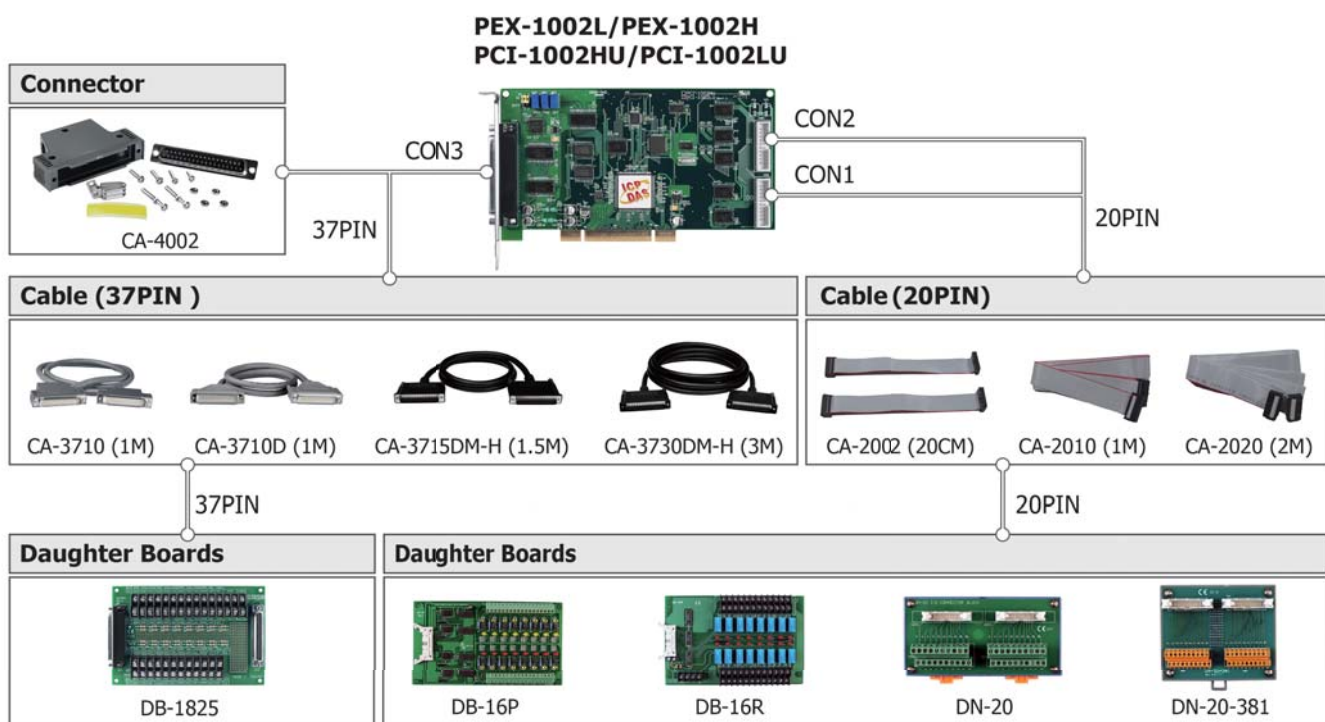 PEX-1002L/PEX-1002H
PCI-1002HU/PCI-1002LU
Connector
CA-4002
CON3
37PIN
ICP
DAS
CON2
CON1
20PIN
Cable (37PIN )
CA-3710 (1M)
CA-3710D (1M)
CA-3715DM-H (1.5M)
CA-3730DM-H (3M)
Cable (20PIN)
CA-2002 (20CM)
CA-2010 (1M)
CA-2020 (2M)
37PIN
20PIN
Daughter Boards
DB-1825
Daughter Boards
DB-16P
DB-16R
DN-20
DN-20-381